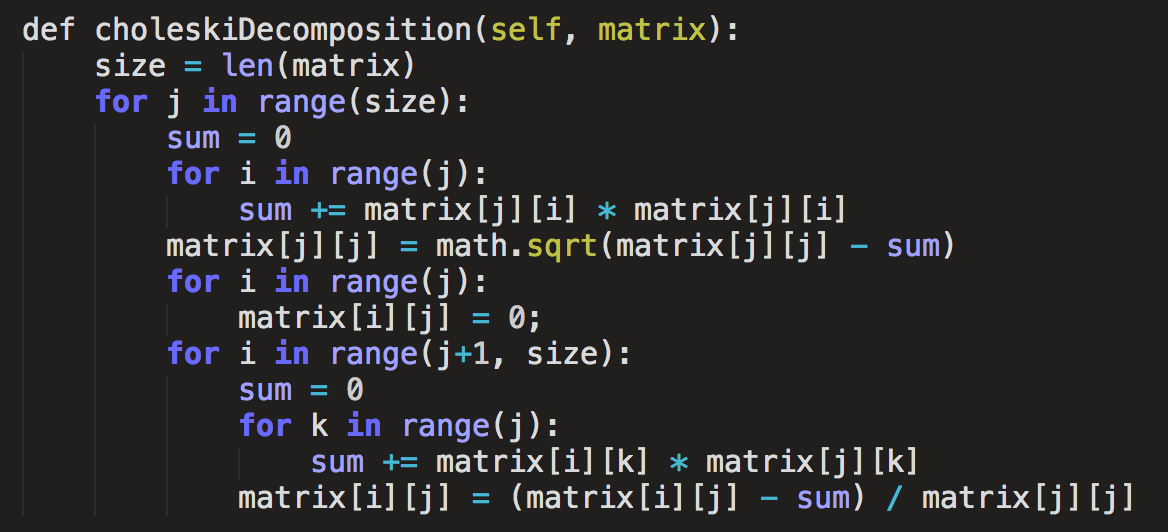 def choleskiDecomposition(self, matrix):
    size = len(matrix)
    for j in range(size):
        sum = 0
        for i in range(j):
            sum += matrix[j][i] * matrix[j][i]
        matrix[j][j] = math.sqrt(matrix[j][j] - sum)
        for i in range(j):
            matrix[i][j] = 0;
        for i in range(j+1, size):
            sum = 0
            for k in range(j):
                sum += matrix[i][k] * matrix[j][k]
            matrix[i][j] = (matrix[i][j] - sum) / matrix[j][j]